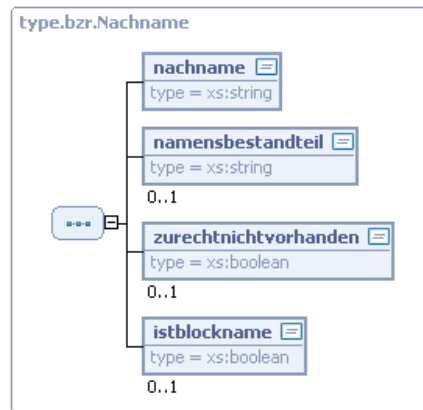 type.bzr.Nachname
nachname
type = xs:string
namensbestandteil
type = xs:string
0..1
zurechtnichtvorhanden
type = xs:boolean
0..1
istblockname
type = xs:boolean
0..1